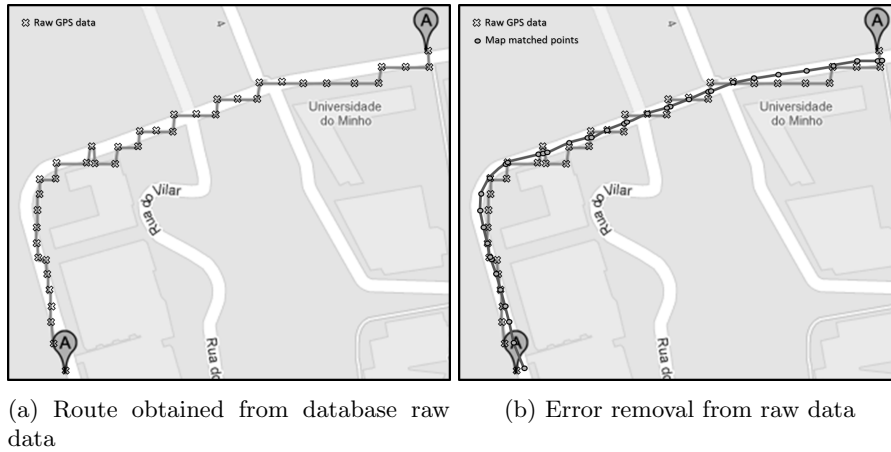 Raw GPS data
A
Universidade
do Minho
Rua do Vilar
Rua do
A
(a) Route obtained from database raw
data
Raw GPS data
Map matched points
A
Universidade
do Minho
Rua do Vilar
Rua do
A
(b) Error removal from raw data